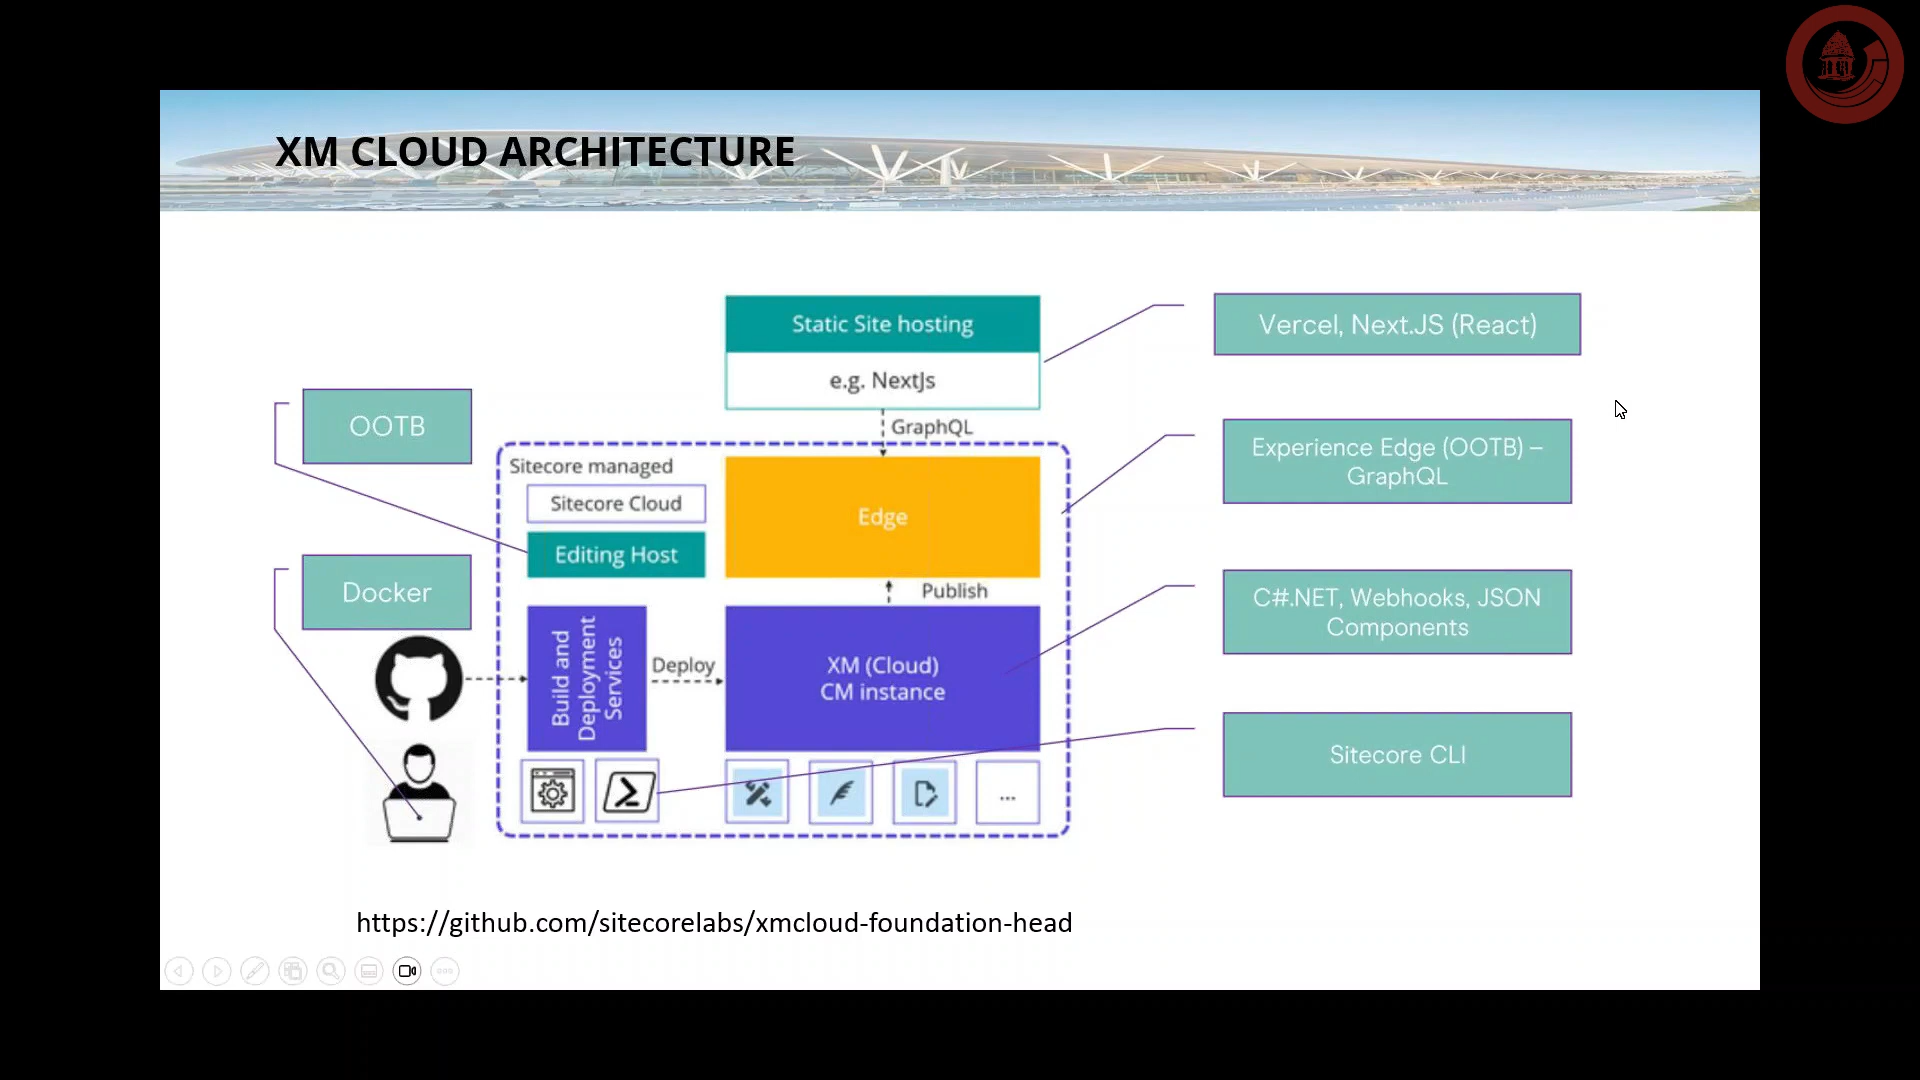 XM CLOUD ARCHITECTURE
Static Site hosting
e.g. NextJs
GraphQL
Vercel, Next.JS (React)
OOTB
Sitecore managed
Sitecore Cloud
Editing Host
Edge
Experience Edge (OOTB) –
GraphQL
Publish
Docker
Build and
Deployment
Services
Deploy
XM (Cloud)
CM instance
C#.NET, Webhooks, JSON
Components
Sitecore CLI
...
https://github.com/sitecorelabs/xmcloud-foundation-head